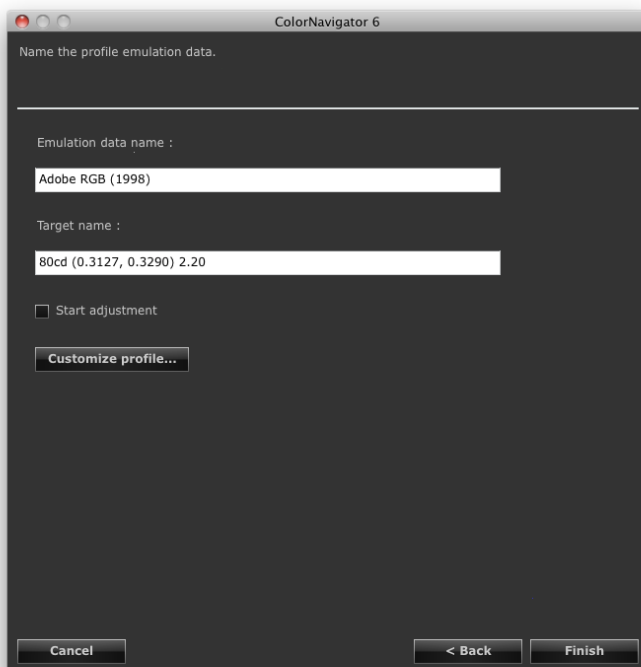 ColorNavigator 6
Name the profile emulation data.
Emulation data name :
Adobe RGB (1998)
Target name :
80cd (0.3127, 0.3290) 2.20
Start adjustment
Customize profile...
Cancel
< Back
Finish